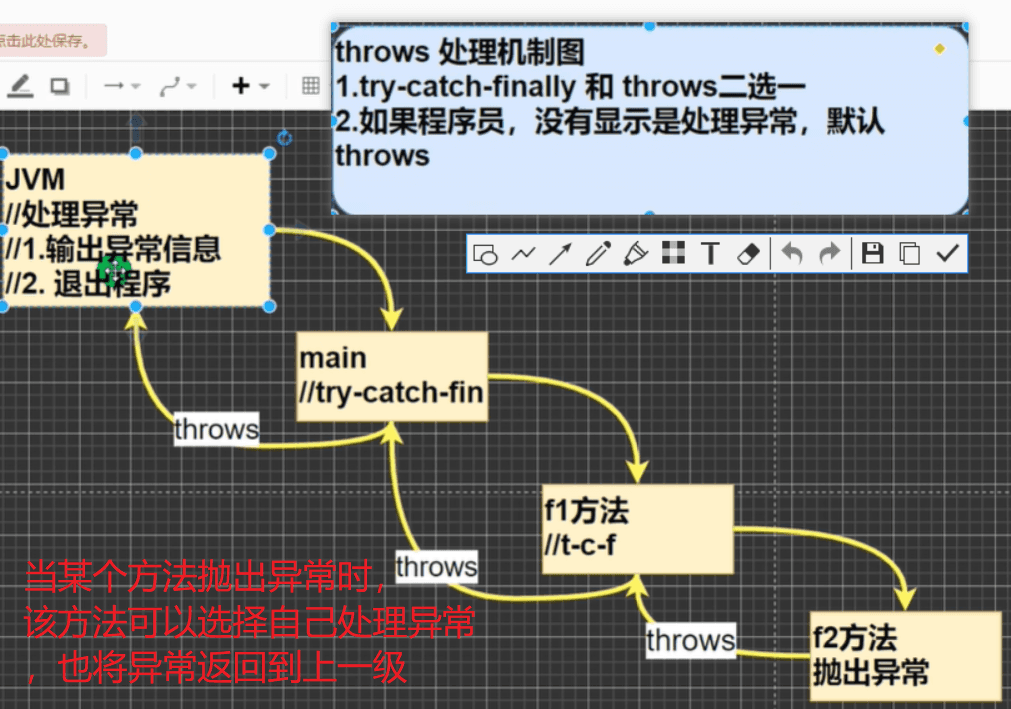 点击此处保存。
throws 处理机制图
1.try-catch-finally 和 throws二选一
2.如果程序员，没有显示是处理异常，默认
throws
JVM
//处理异常
//1.输出异常信息
//2. 退出程序
main
//try-catch-fin
throws
f1方法
//t-c-f
throws
当某个方法抛出异常时，
该方法可以选择自己处理异常
，也将异常返回到上一级
throws
f2方法
抛出异常